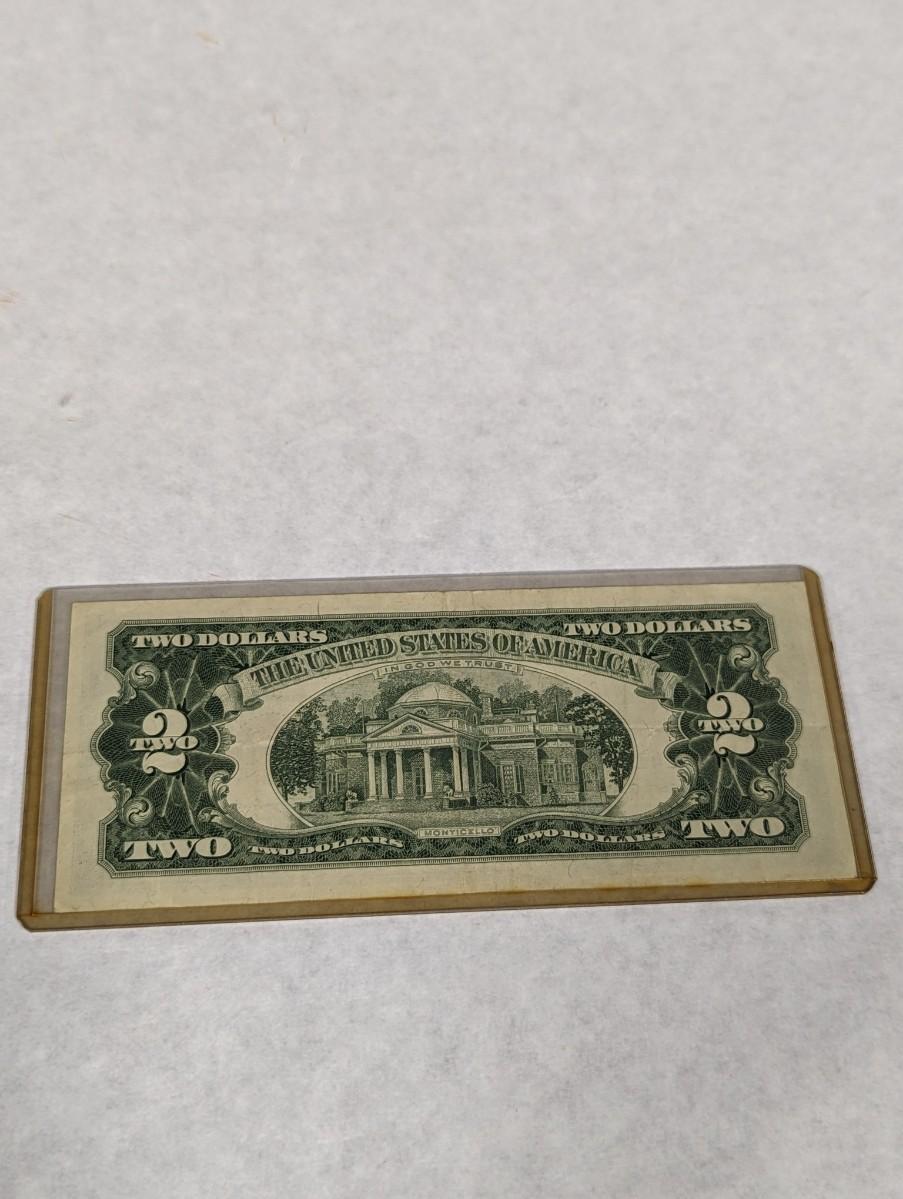 TWO DOLLARS TWO DOLLARS
THE UNITED STATES OF AMERICA
IN GOD WE TRUST
2 2
TWO TWO
MONTICELLO
TWO TWO DOLLARS TWO DOLLARS TWO